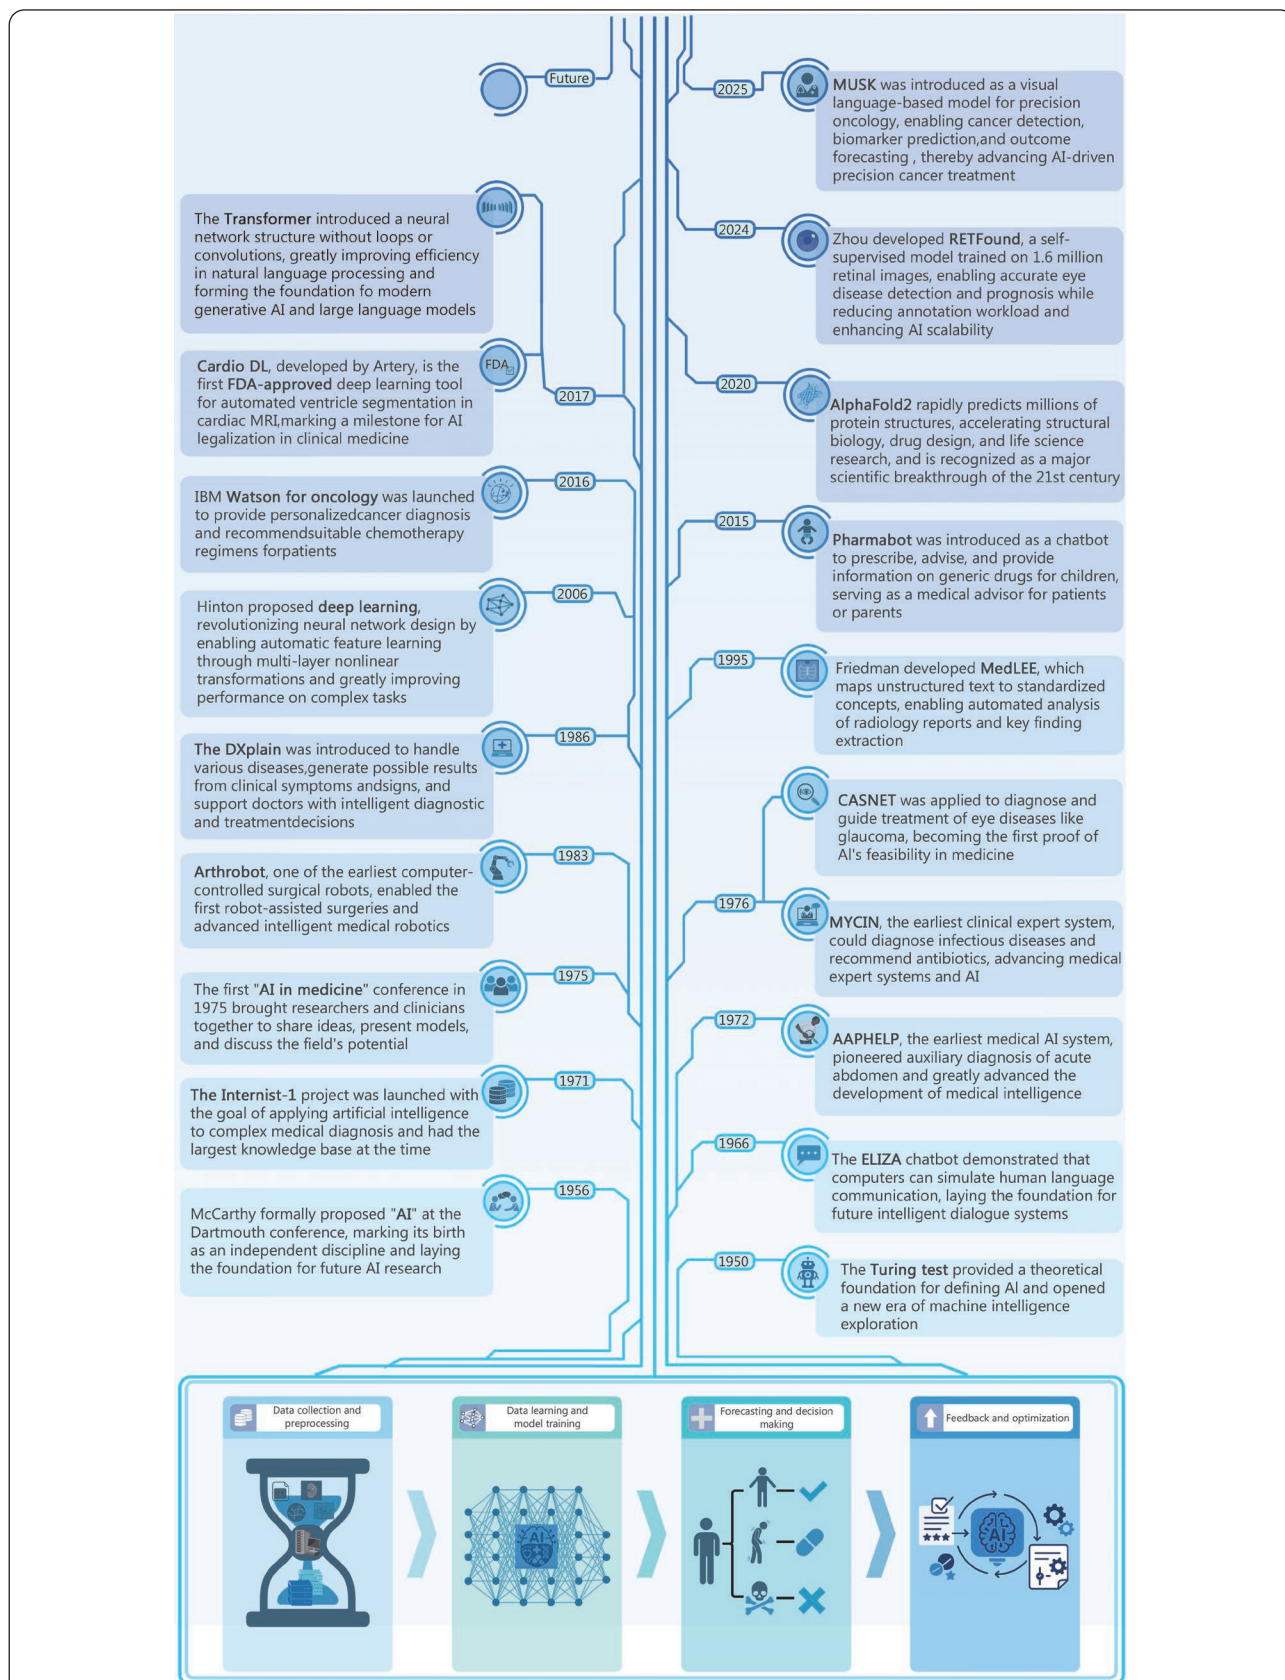 Future
The Transformer introduced a neural
network structure without loops or
convolutions, greatly improving efficiency
in natural language processing and
forming the foundation fo modern
generative AI and large language models
FDA
Cardio DL, developed by Artery, is the
first FDA-approved deep learning tool
for automated ventricle segmentation in
cardiac MRI,marking a milestone for AI
legalization in clinical medicine
2017
2016
IBM Watson for oncology was launched
to provide personalizedcancer diagnosis
and recommendsuitable chemotherapy
regimens forpatients
2006
Hinton proposed deep learning,
revolutionizing neural network design by
enabling automatic feature learning
through multi-layer nonlinear
transformations and greatly improving
performance on complex tasks
1986
The DXplain was introduced to handle
various diseases,generate possible results
from clinical symptoms andsigns, and
support doctors with intelligent diagnostic
and treatmentdecisions
1983
Arthrobot, one of the earliest computer-
controlled surgical robots, enabled the
first robot-assisted surgeries and
advanced intelligent medical robotics
1975
The first "AI in medicine" conference in
1975 brought researchers and clinicians
together to share ideas, present models,
and discuss the field's potential
1971
The Internist-1 project was launched with
the goal of applying artificial intelligence
to complex medical diagnosis and had the
largest knowledge base at the time
1956
McCarthy formally proposed "AI" at the
Dartmouth conference, marking its birth
as an independent discipline and laying
the foundation for future AI research
2025
MUSK was introduced as a visual
language-based model for precision
oncology, enabling cancer detection,
biomarker prediction,and outcome
forecasting , thereby advancing AI-driven
precision cancer treatment
2024
Zhou developed RETFound, a self-
supervised model trained on 1.6 million
retinal images, enabling accurate eye
disease detection and prognosis while
reducing annotation workload and
enhancing AI scalability
2020
AlphaFold2 rapidly predicts millions of
protein structures, accelerating structural
biology, drug design, and life science
research, and is recognized as a major
scientific breakthrough of the 21st century
2015
Pharmabot was introduced as a chatbot
to prescribe, advise, and provide
information on generic drugs for children,
serving as a medical advisor for patients
or parents
1995
Friedman developed MedLEE, which
maps unstructured text to standardized
concepts, enabling automated analysis
of radiology reports and key finding
extraction
CASNET was applied to diagnose and
guide treatment of eye diseases like
glaucoma, becoming the first proof of
AI's feasibility in medicine
1976
MYCIN, the earliest clinical expert system,
could diagnose infectious diseases and
recommend antibiotics, advancing medical
expert systems and AI
1972
AAPHELP, the earliest medical AI system,
pioneered auxiliary diagnosis of acute
abdomen and greatly advanced the
development of medical intelligence
1966
The ELIZA chatbot demonstrated that
computers can simulate human language
communication, laying the foundation for
future intelligent dialogue systems
1950
The Turing test provided a theoretical
foundation for defining AI and opened
a new era of machine intelligence
exploration
Data collection and
preprocessing
Data learning and
model training
AI
Forecasting and decision
making
Feedback and optimization
AI